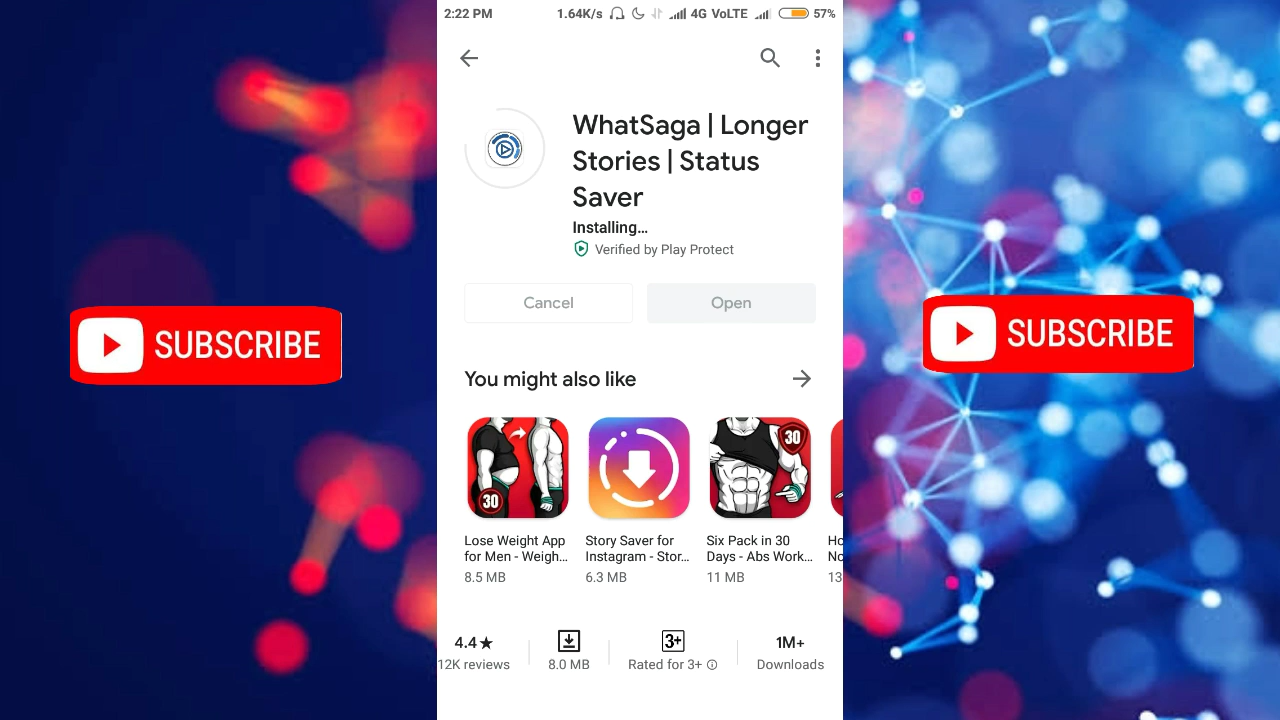 2:22 PM
1.64K/s
4G VoLTE
57%
WhatSaga | Longer
Stories | Status
Saver
Installing...
Verified by Play Protect
Cancel
Open
SUBSCRIBE
SUBSCRIBE
You might also like
30
30
Lose Weight App
for Men - Weigh...
8.5 MB
Story Saver for
Instagram - Stor...
6.3 MB
Six Pack in 30
Days - Abs Work...
11 MB
13
4.4★
12K reviews
8.0 MB
3+
Rated for 3+
1M+
Downloads